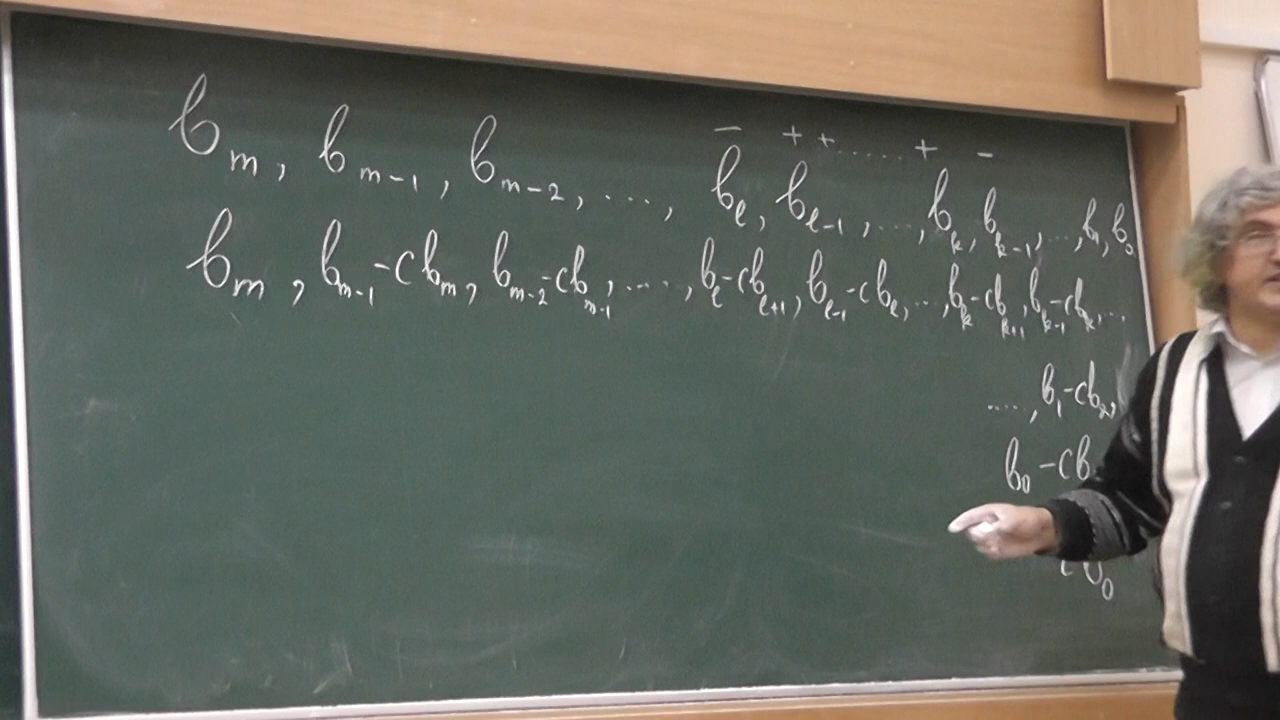 − + + ..... + −
b_m, b_{m-1}, b_{m-2}, ..., b_ℓ, b_{ℓ-1}, ..., b_k, b_{k-1}, ..., b_1, b_0
b_m, b_{m-1}-cb_m, b_{m-2}-cb_{m-1}, ...., b_ℓ-cb_{ℓ+1}, b_{ℓ-1}-cb_ℓ, ..., b_k-cb_{k+1}, b_{k-1}-cb_k, ...
...., b_1-cb_2,
b_0-cb
b_0